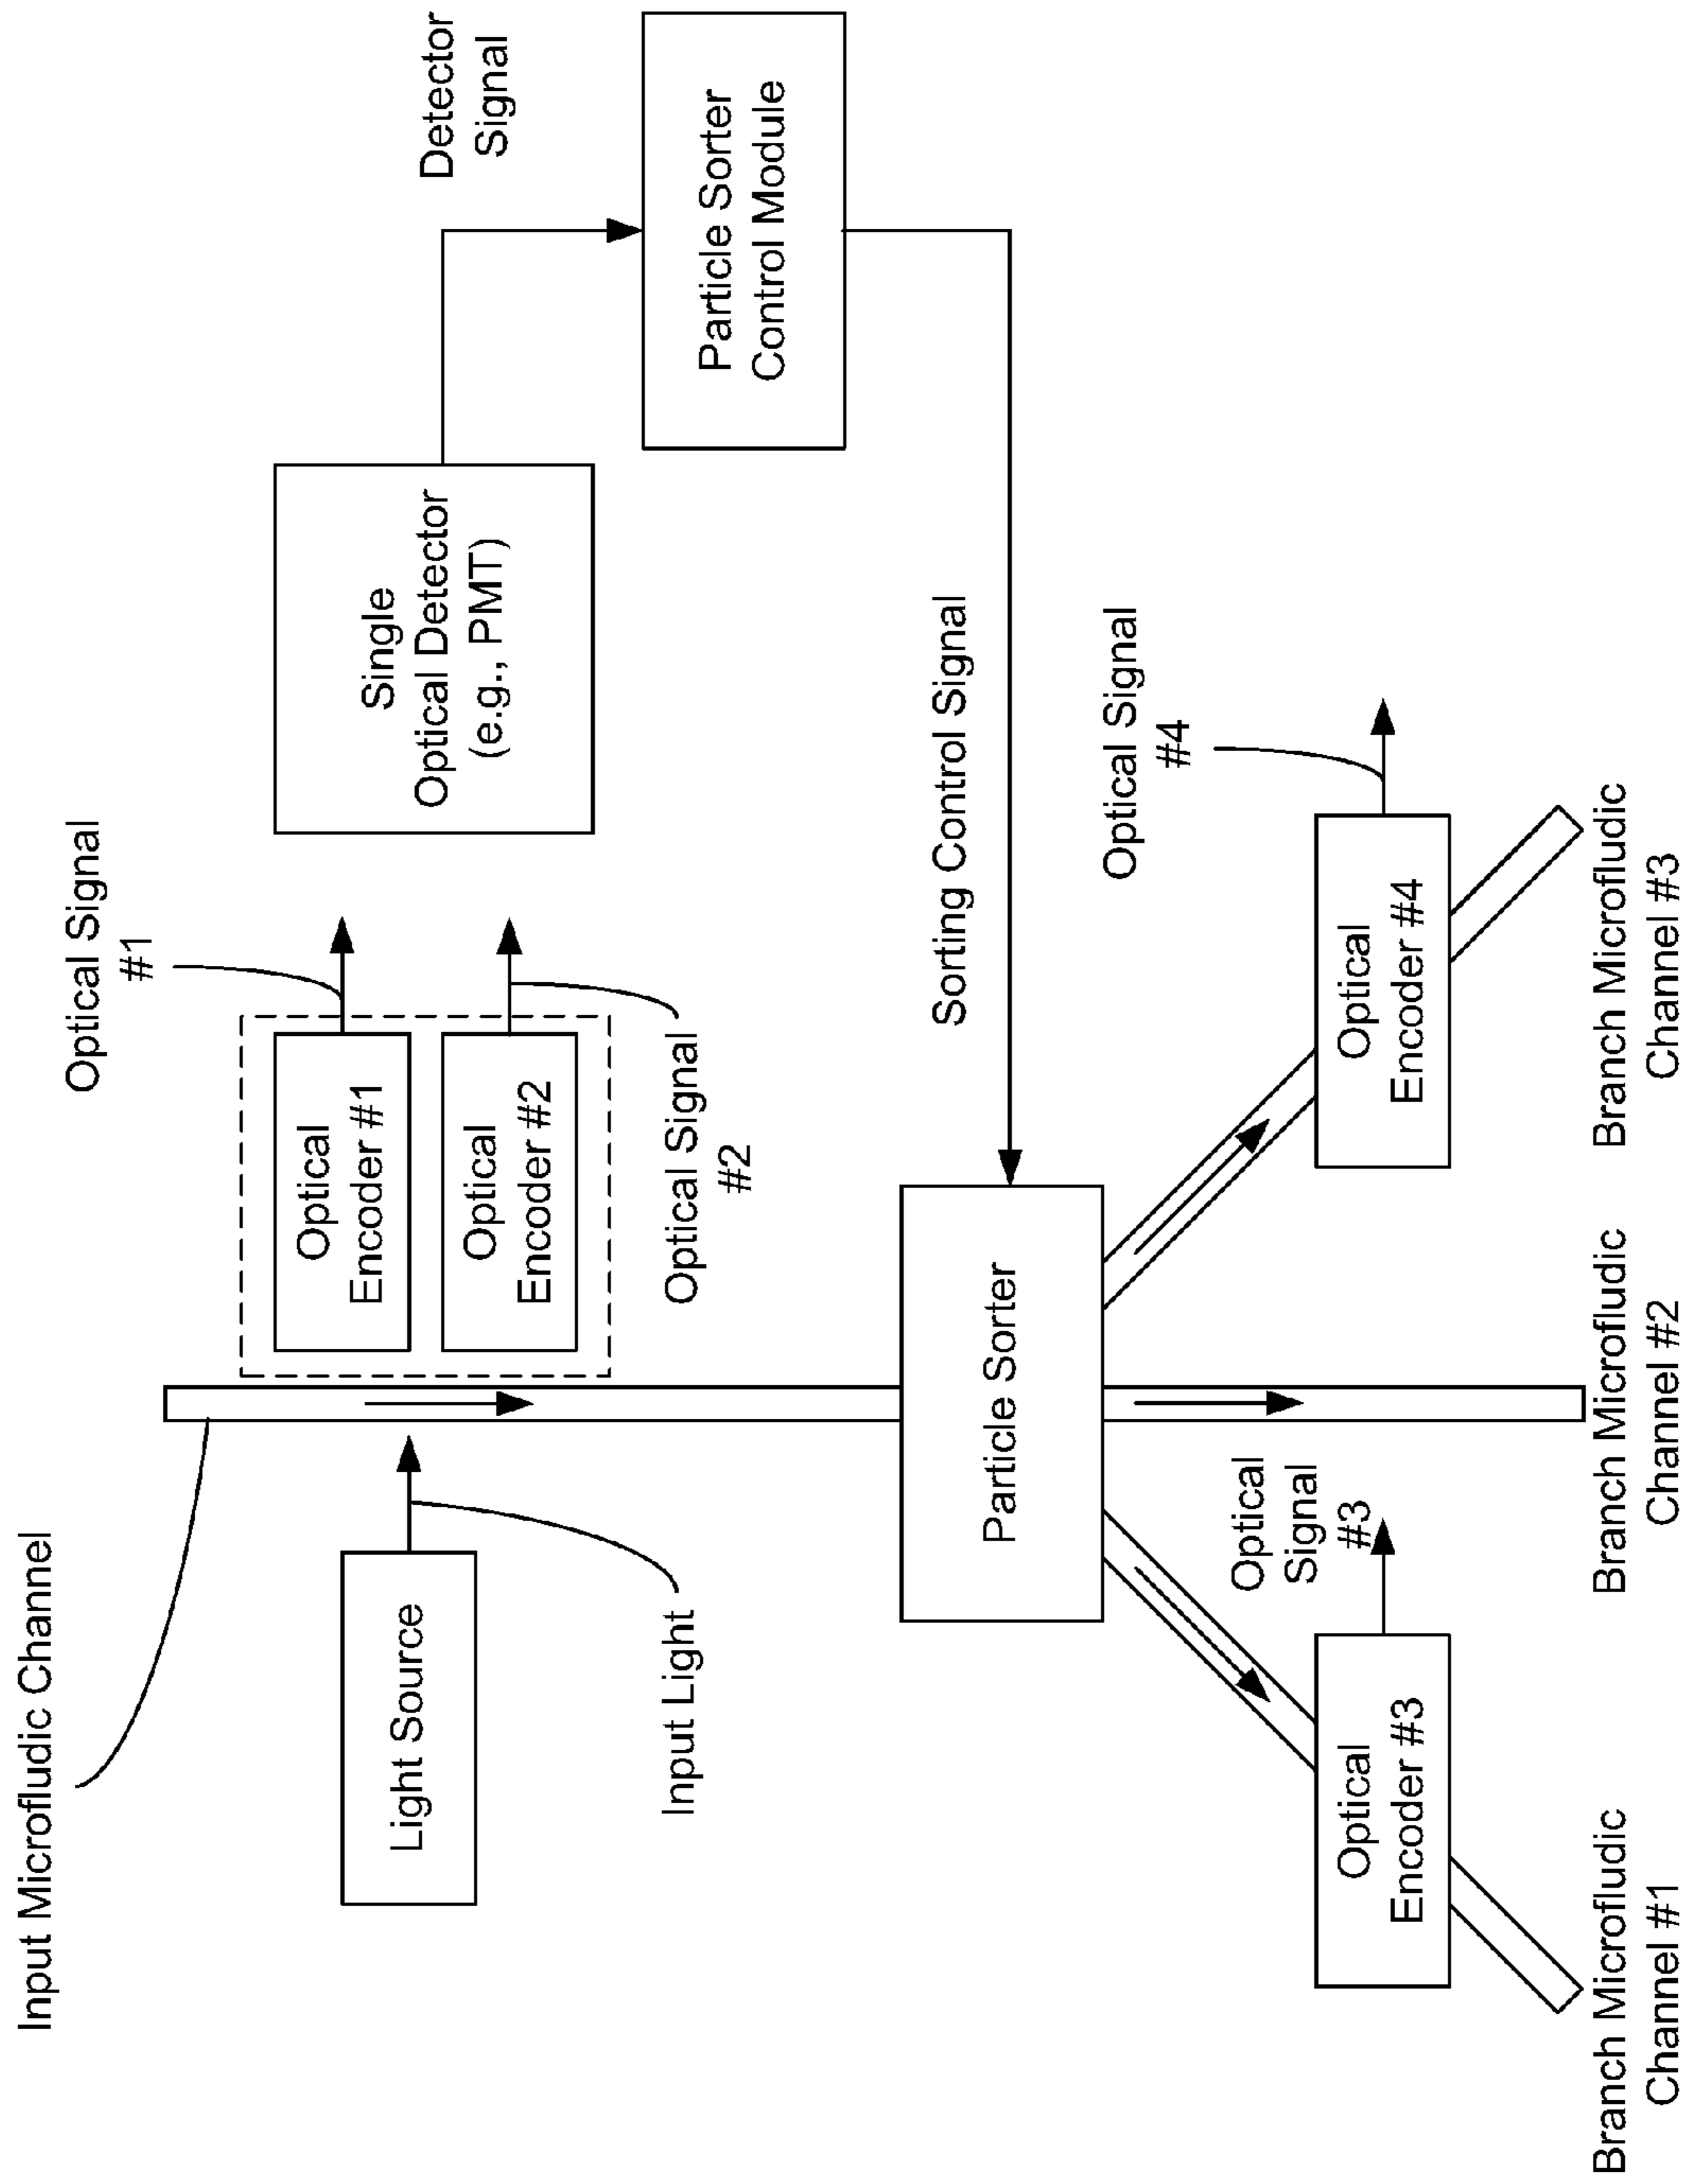 Input Microfludic Channel
Light Source
Input Light
Optical
Encoder #1
Optical
Encoder #2
Optical Signal
#1
Optical Signal
#2
Single
Optical Detector
(e.g., PMT)
Detector
Signal
Particle Sorter
Control Module
Sorting Control Signal
Particle Sorter
Optical
Signal
#3
Optical
Encoder #3
Optical Signal
#4
Optical
Encoder #4
Branch Microfludic
Channel #1
Branch Microfludic
Channel #2
Branch Microfludic
Channel #3